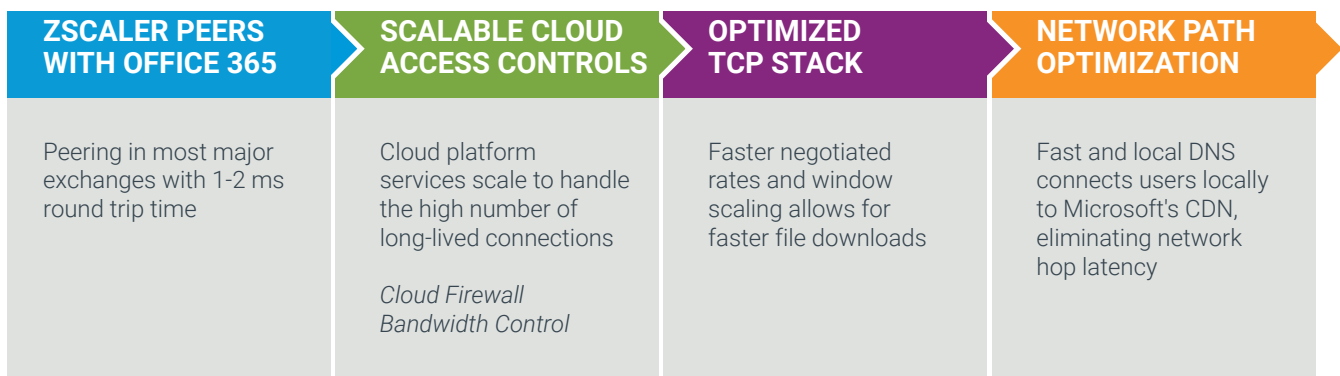 ZSCALER PEERS
WITH OFFICE 365
Peering in most major
exchanges with 1-2 ms
round trip time
SCALABLE CLOUD
ACCESS CONTROLS
Cloud platform
services scale to handle
the high number of
long-lived connections
Cloud Firewall
Bandwidth Control
OPTIMIZED
TCP STACK
Faster negotiated
rates and window
scaling allows for
faster file downloads
NETWORK PATH
OPTIMIZATION
Fast and local DNS
connects users locally
to Microsoft's CDN,
eliminating network
hop latency